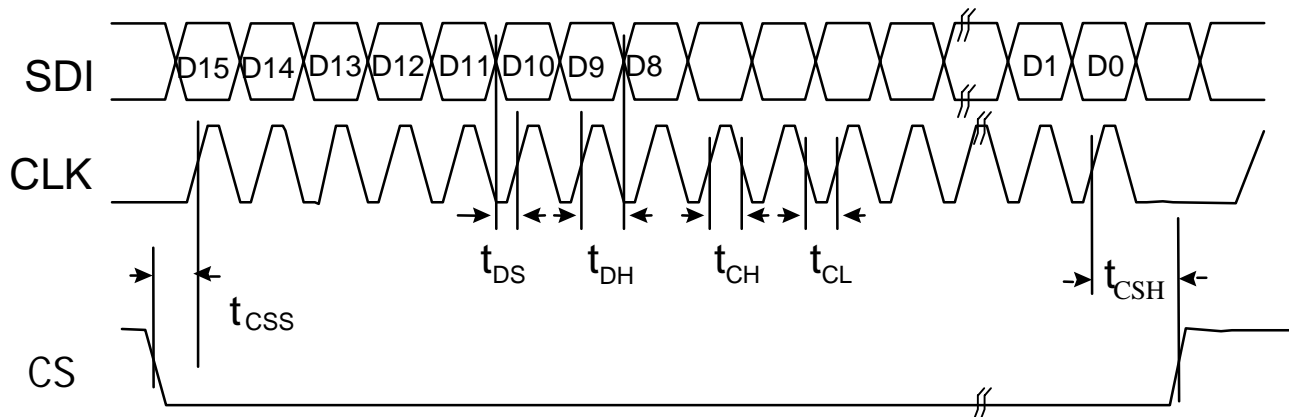 SDI D15 D14 D13 D12 D11 D10 D9 D8 D1 D0
CLK
tDS tDH tCH tCL tCSH
tCSS
CS